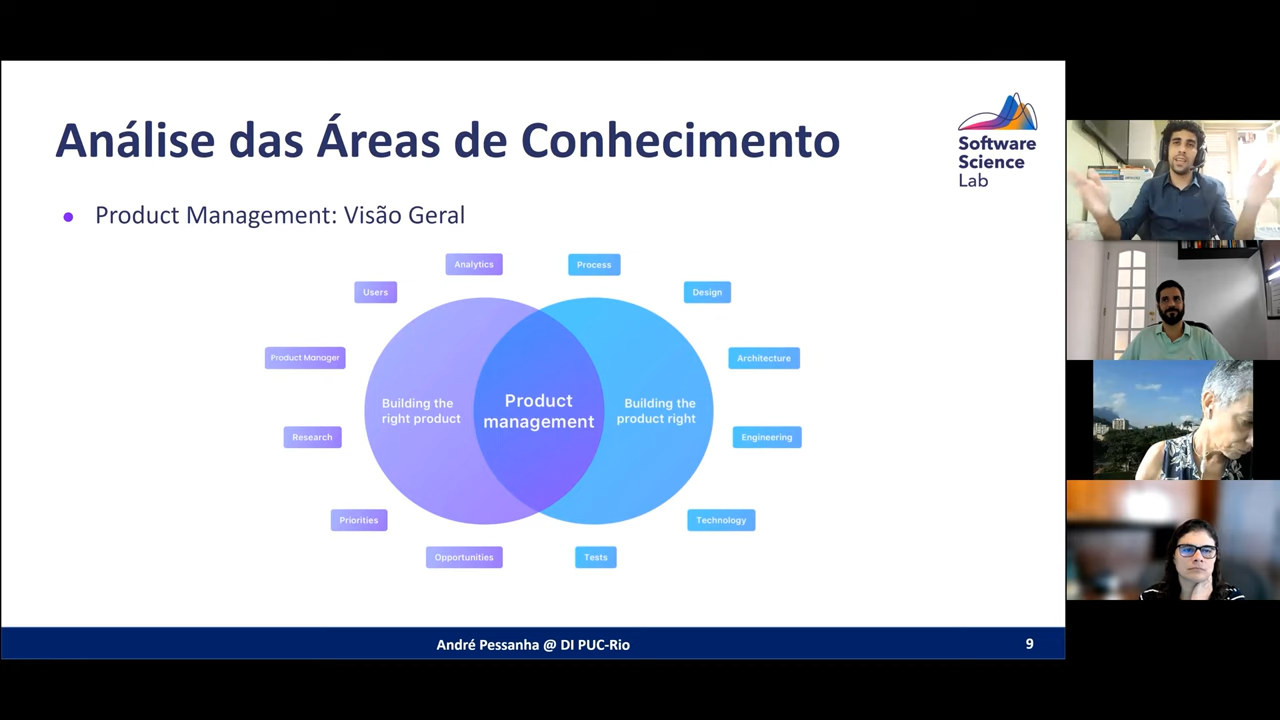 Análise das Áreas de Conhecimento
Software
Science
Lab
Product Management: Visão Geral
Analytics
Process
Users
Design
Product Manager
Architecture
Building the
right product
Product
management
Building the
product right
Research
Engineering
Priorities
Technology
Opportunities
Tests
André Pessanha @ DI PUC-Rio
9